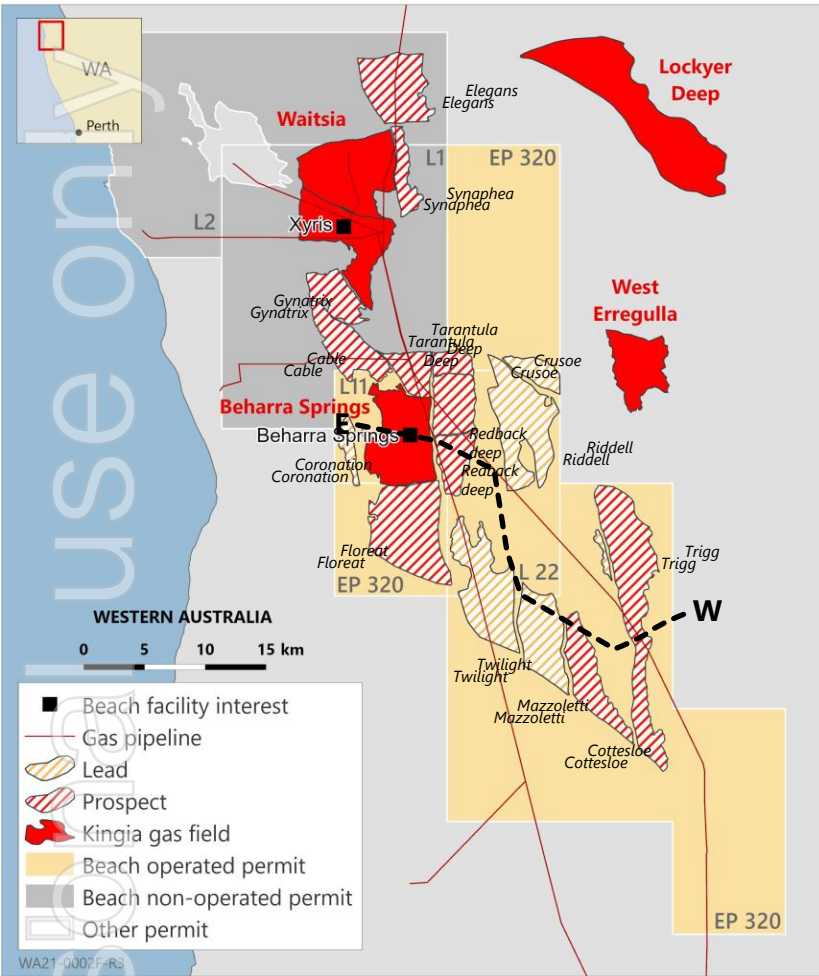 WA
Perth
Elegans
Elegans
Lockyer
Deep
Waitsia
L1
EP 320
Synaphea
Synaphea
L2
Xyris
West
Erregulla
Gynatrix
Gynatrix
Tarantula
Tarantula
Deep
Deep
Cable
Cable
Crusoe
Crusoe
L11
Beharra Springs
E
Beharra Springs
Redback
deep
Redback
deep
Riddell
Riddell
Coronation
Coronation
Floreat
Floreat
EP 320
L 22
Trigg
Trigg
W
WESTERN AUSTRALIA
0 5 10 15 km
Twilight
Twilight
Mazzoletti
Mazzoletti
Cottesloe
Cottesloe
Beach facility interest
Gas pipeline
Lead
Prospect
Kingia gas field
Beach operated permit
Beach non-operated permit
Other permit
EP 320
WA21-0002F-R3
sonal use only